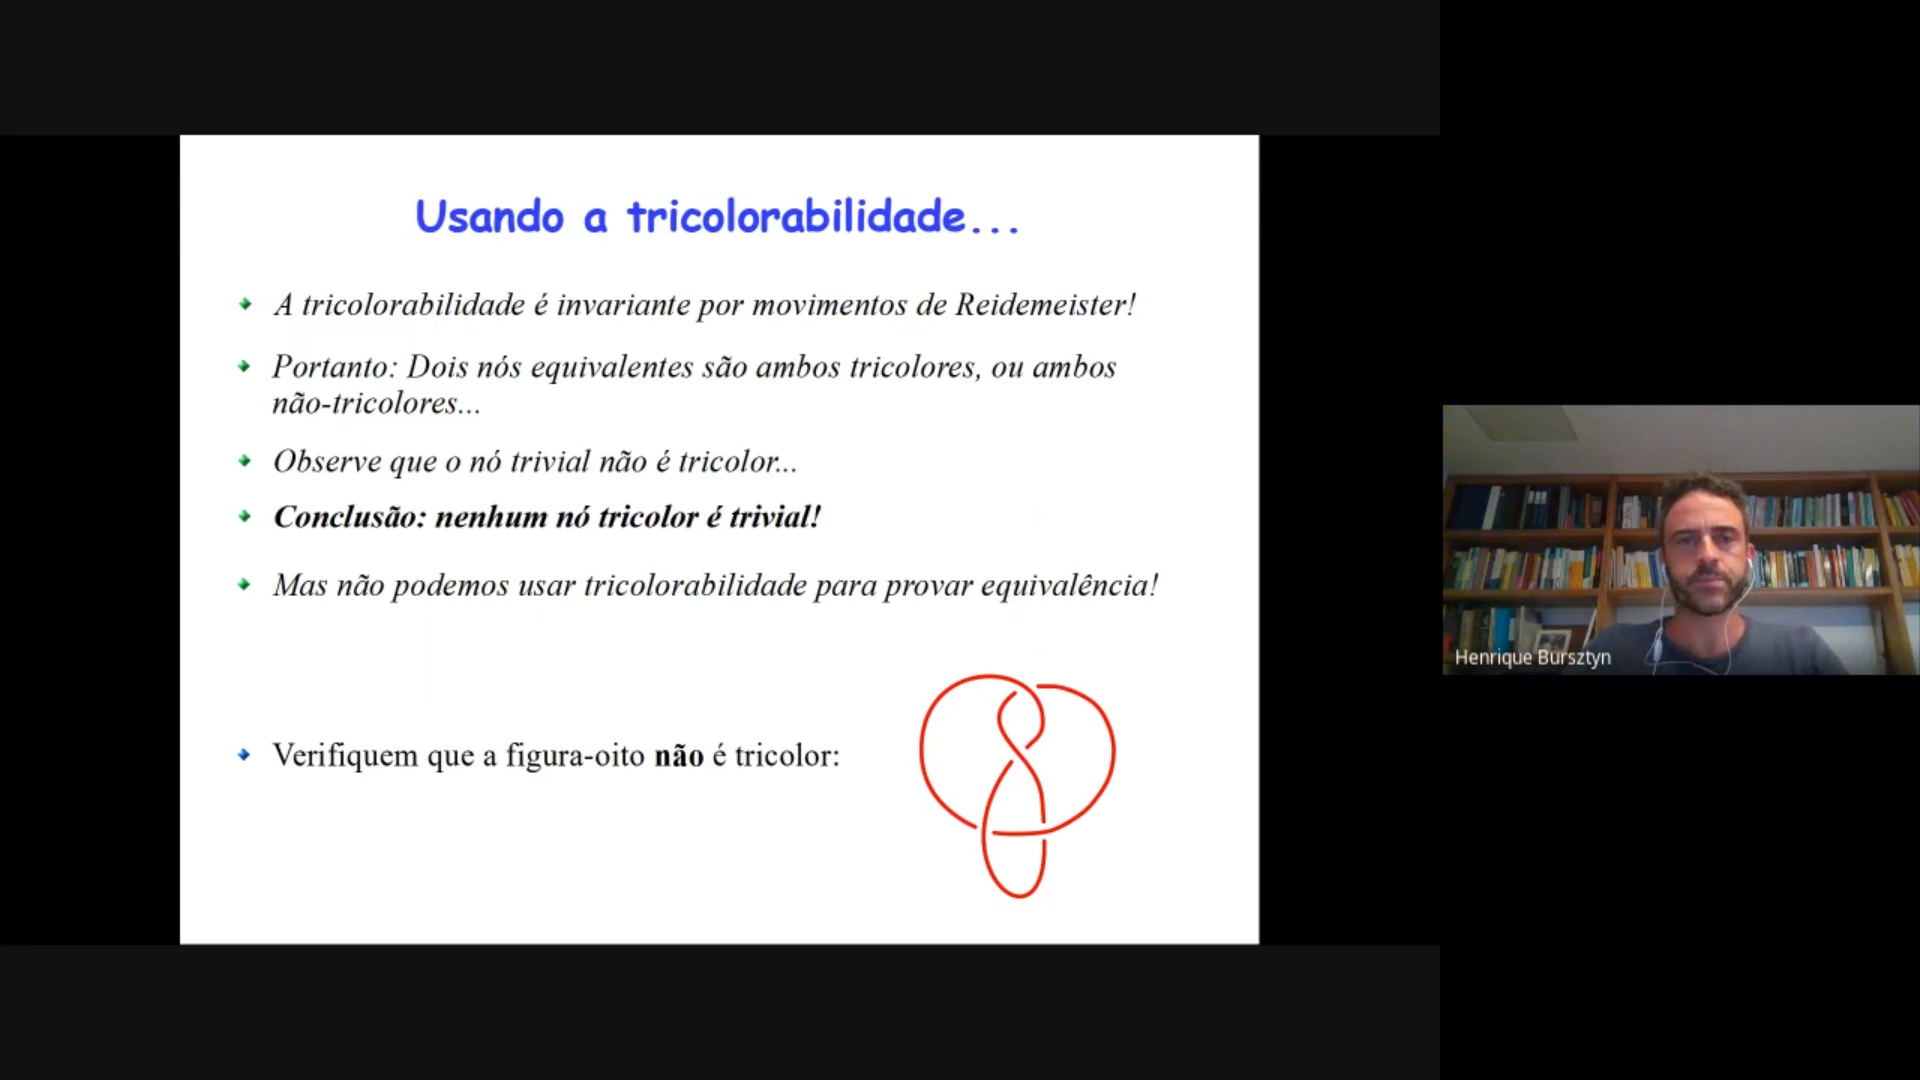 Usando a tricolorabilidade...
A tricolorabilidade é invariante por movimentos de Reidemeister!
Portanto: Dois nós equivalentes são ambos tricolores, ou ambos
não-tricolores...
Observe que o nó trivial não é tricolor...
Conclusão: nenhum nó tricolor é trivial!
Mas não podemos usar tricolorabilidade para provar equivalência!
Verifiquem que a figura-oito não é tricolor:
Henrique Bursztyn